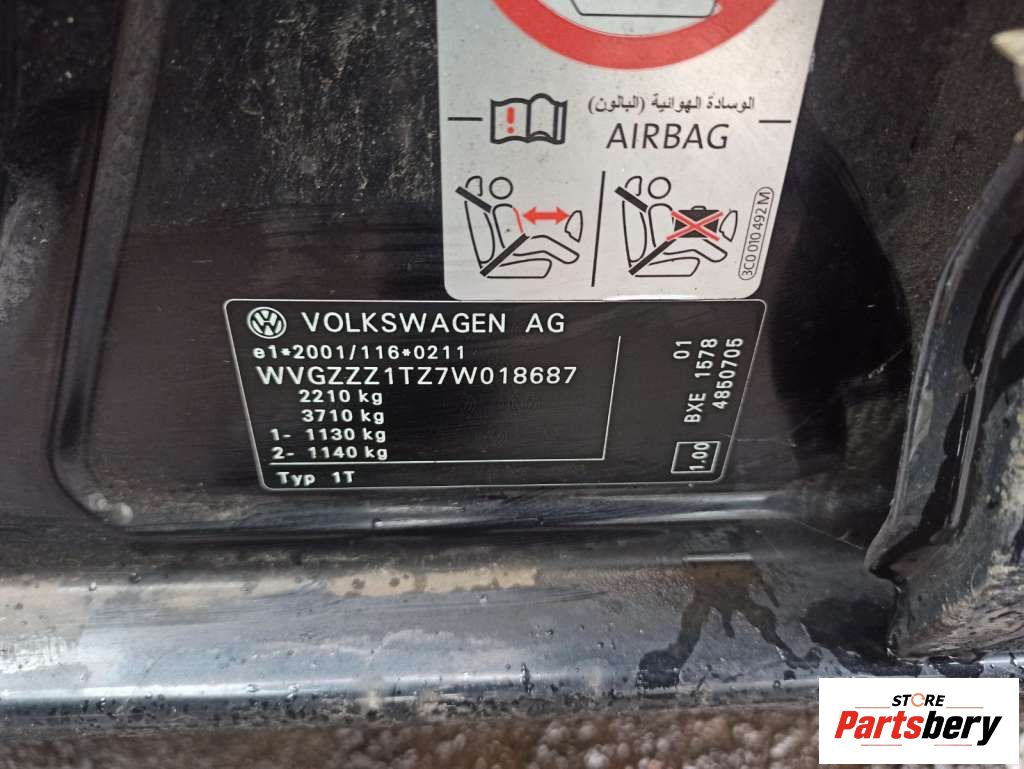 الوسادة الهوائية (البالون)
AIRBAG
3C0 010 492 M
VOLKSWAGEN AG
e1*2001/116*0211
WVGZZZ1TZ7W018687
2210 kg
3710 kg
1- 1130 kg
2- 1140 kg
Typ 1T
01
BXE 1578
4850705
1.00
STORE
Partsbery